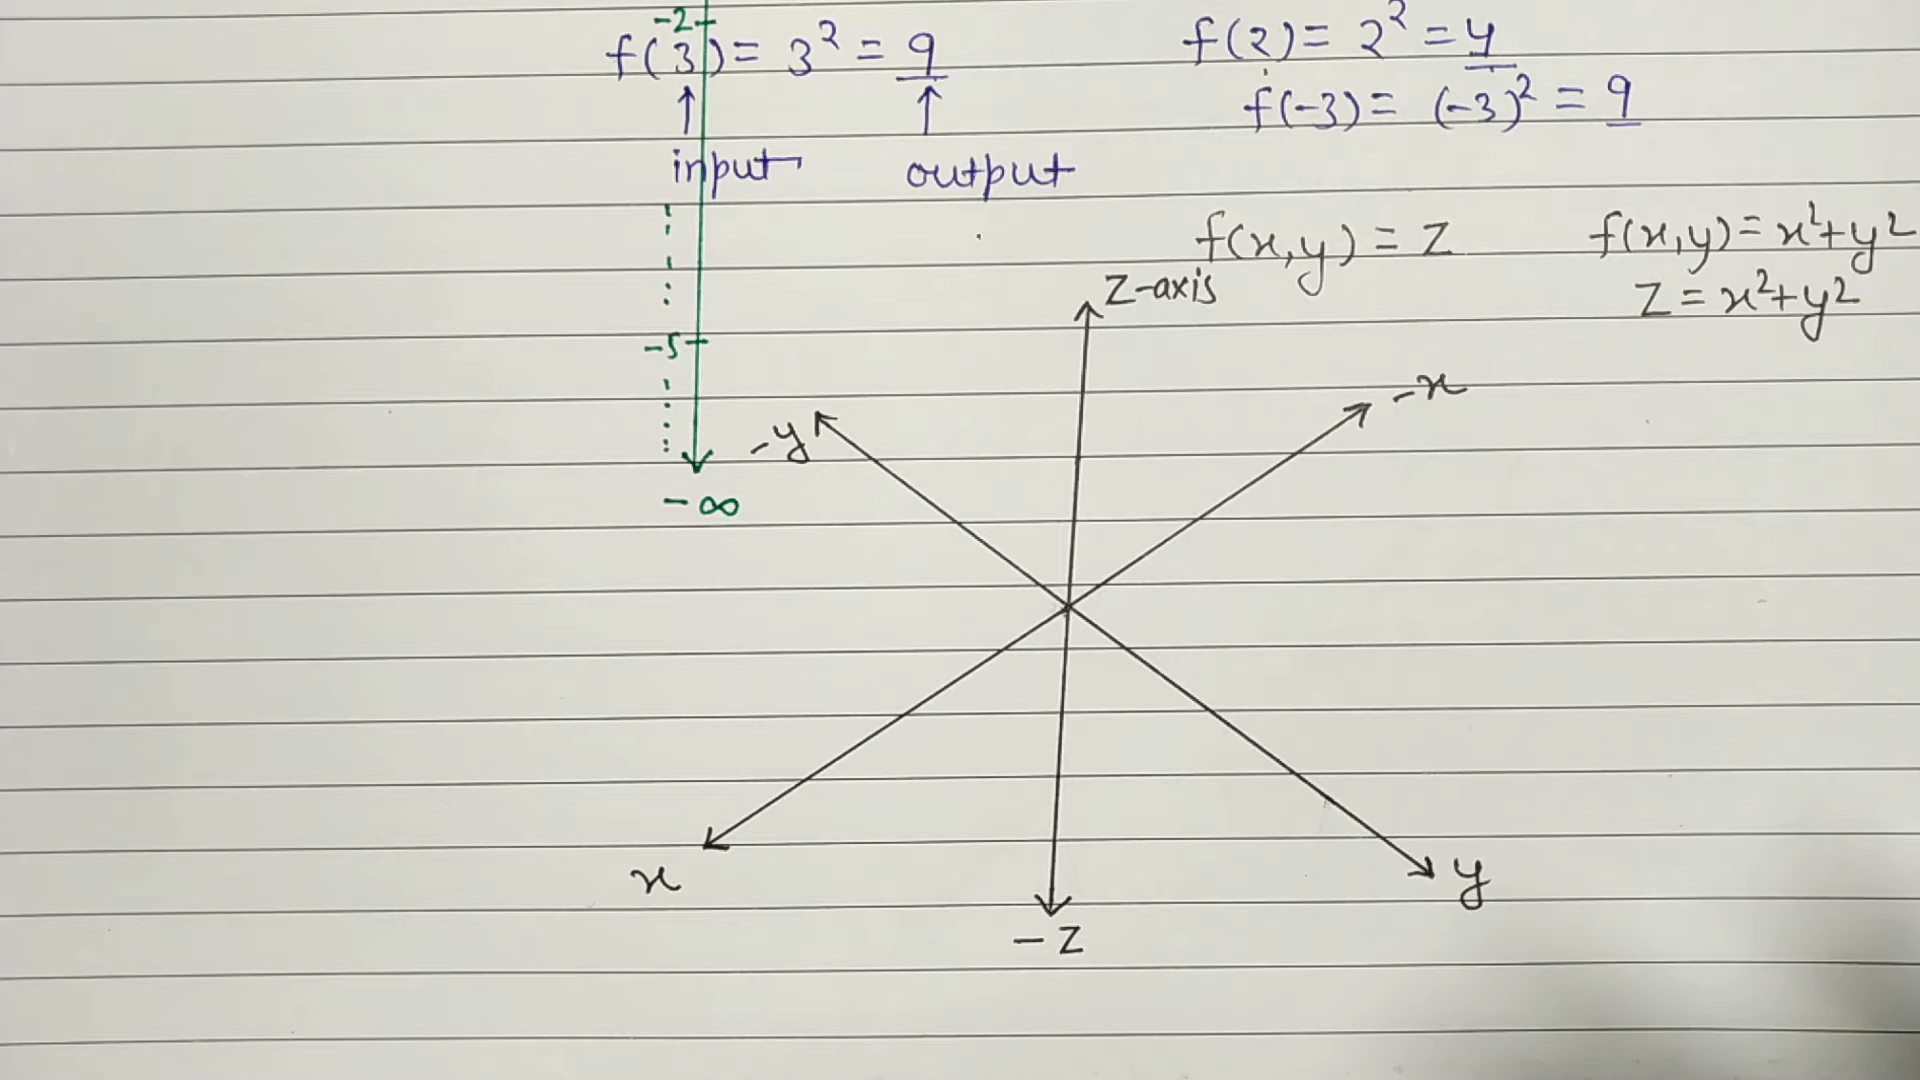 -2
f(3) = 3² = 9
f(2) = 2² = 4
f(-3) = (-3)² = 9
input output
f(x,y) = z
f(x,y) = x²+y²
z-axis
z = x²+y²
-5
-x
-y
-∞
x
y
-z